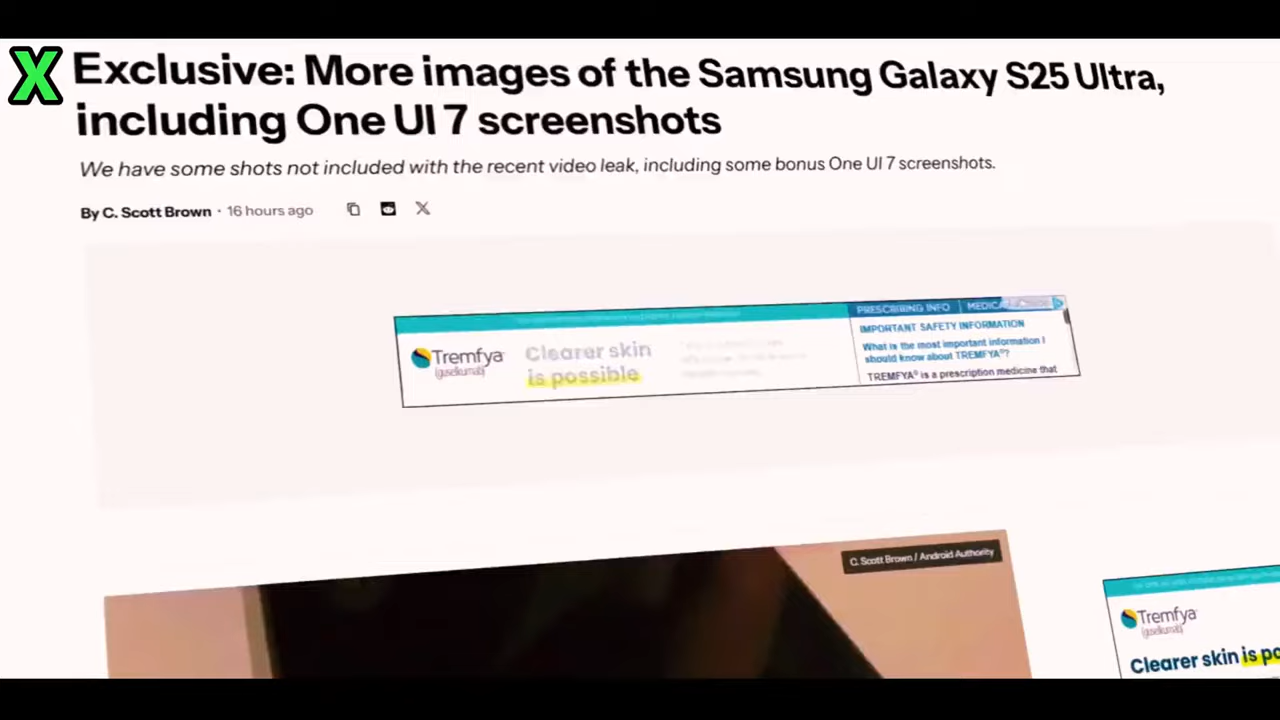 X
Exclusive: More images of the Samsung Galaxy S25 Ultra,
including One UI 7 screenshots
We have some shots not included with the recent video leak, including some bonus One UI 7 screenshots.
By C. Scott Brown · 16 hours ago
PRESCRIBING INFO
IMPORTANT SAFETY INFORMATION
What is the most important information I
should know about TREMFYA®?
TREMFYA® is a prescription medicine that
Tremfya
(guselkumab)
Clearer skin
is possible
C. Scott Brown / Android Authority
Tremfya
(guselkumab)
Clearer skin is po